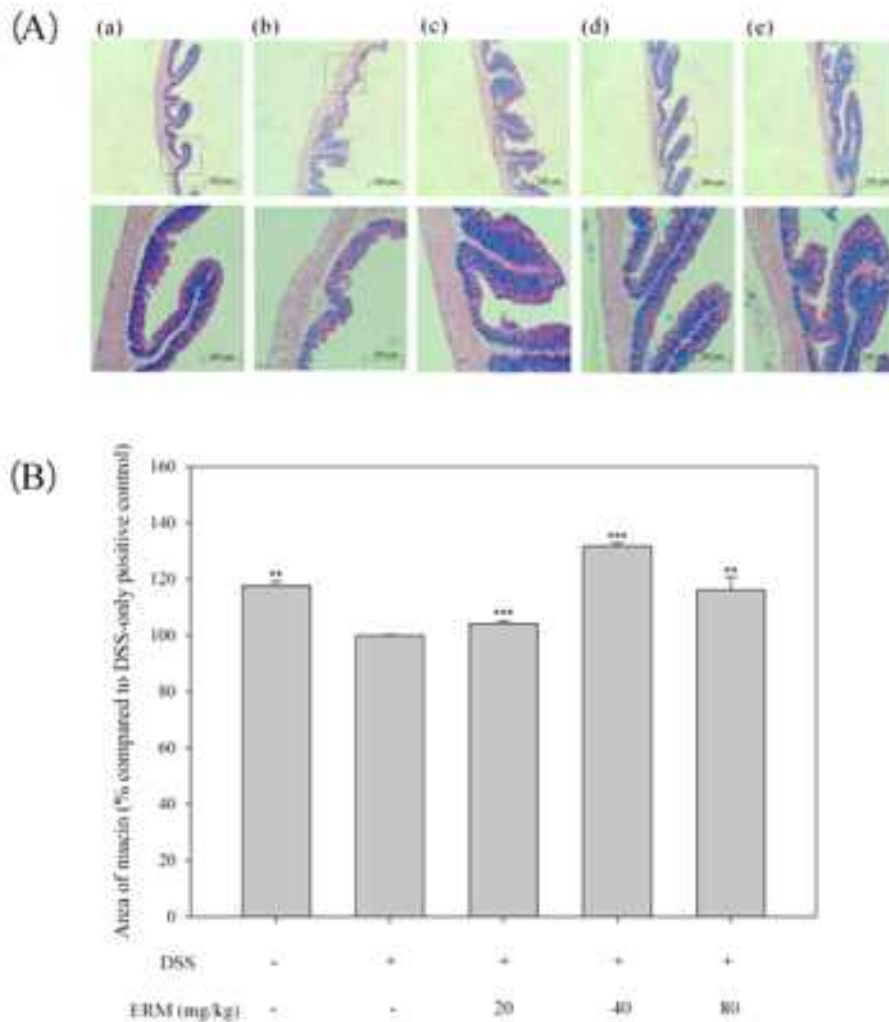 (A)
(a) (b) (c) (d) (e)
(B)
Area of mucin (% compared to DSS-only positive control)
160
140
120
100
80
60
40
20
0
** *** *** **
DSS - + + + +
ERM (mg/kg) - - 20 40 80